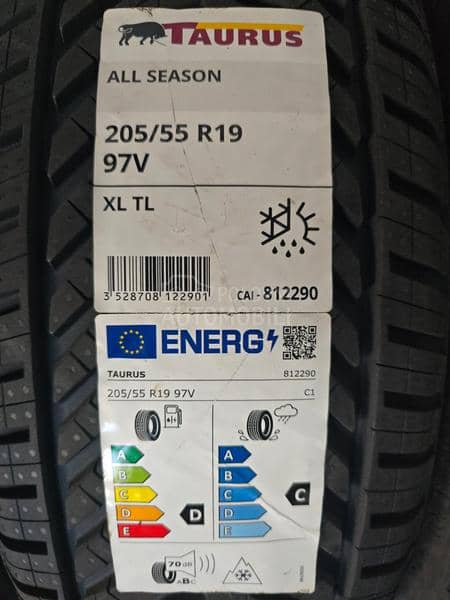 TAURUS
ALL SEASON
205/55 R19
97V
XL TL
3 528708 122901
CAI - 812290
ENERG
TAURUS 812290
205/55 R19 97V C1
A A
B B
C C C
D D D
E E
70 dB
ABC